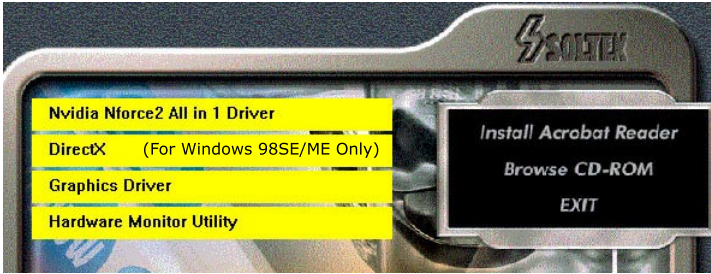 SOLTEK
Nvidia Nforce2 All in 1 Driver
DirectX (For Windows 98SE/ME Only)
Graphics Driver
Hardware Monitor Utility
Install Acrobat Reader
Browse CD-ROM
EXIT